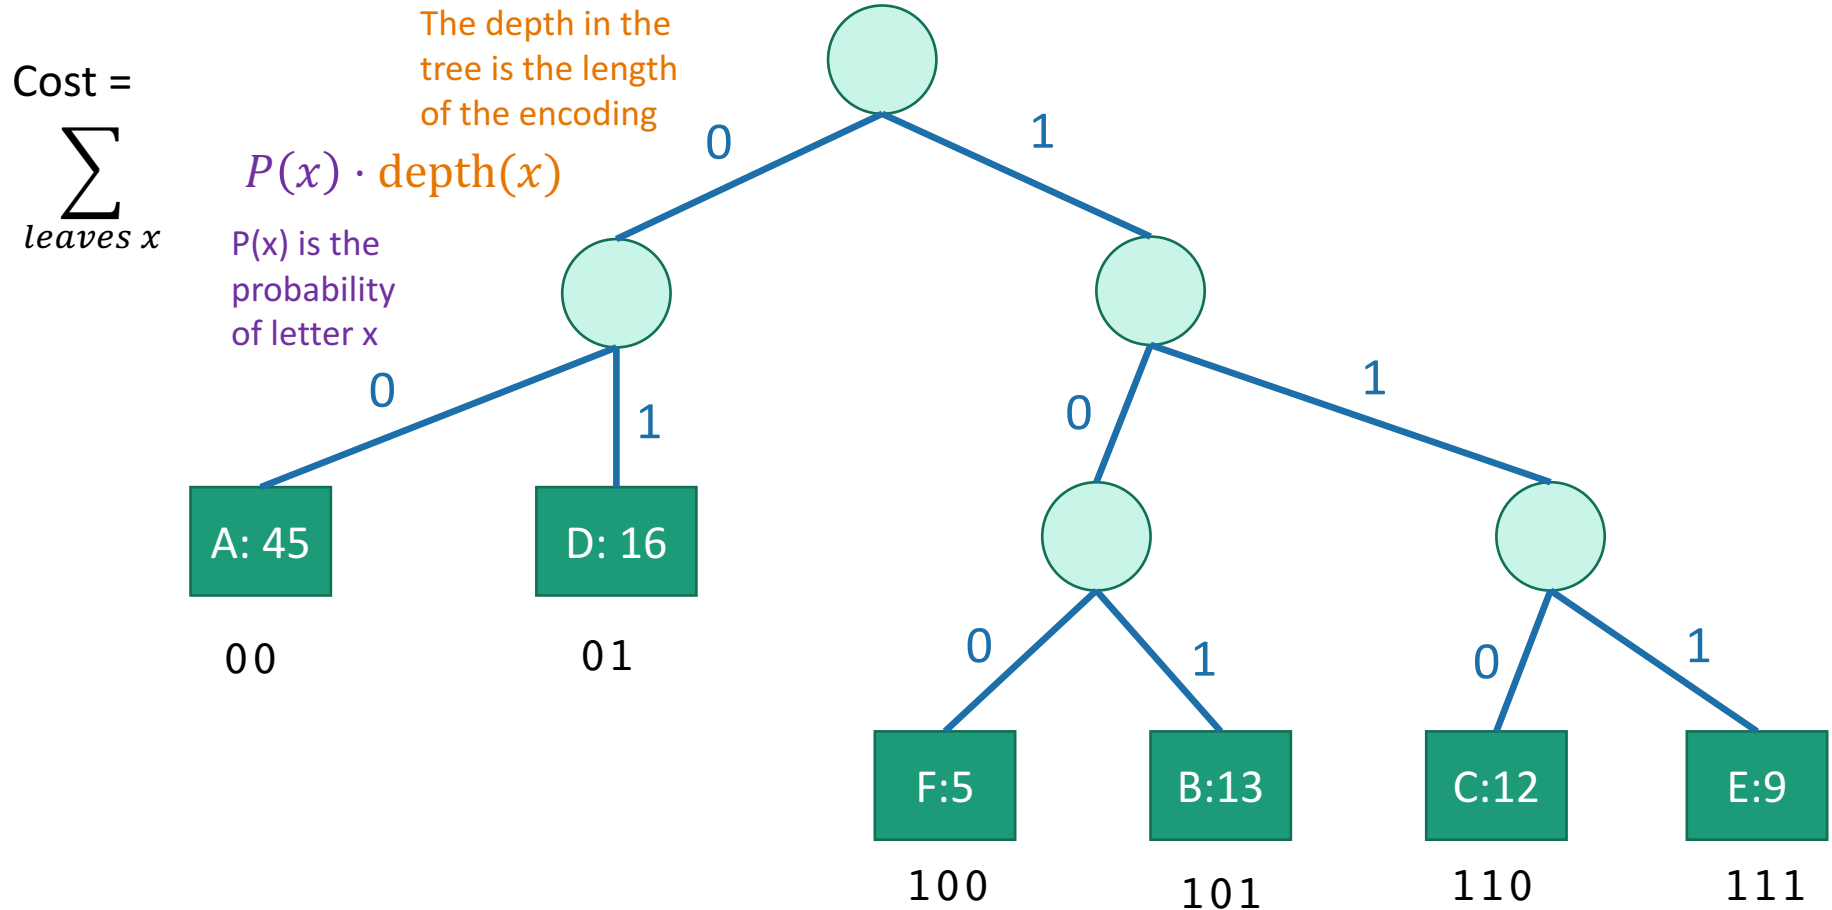 The depth in the
tree is the length
of the encoding
Cost =
∑
leaves x
P(x) · depth(x)
P(x) is the
probability
of letter x
0
1
0
1
0
1
A: 45
D: 16
00
01
0
1
0
1
F:5
B:13
C:12
E:9
100
101
110
111